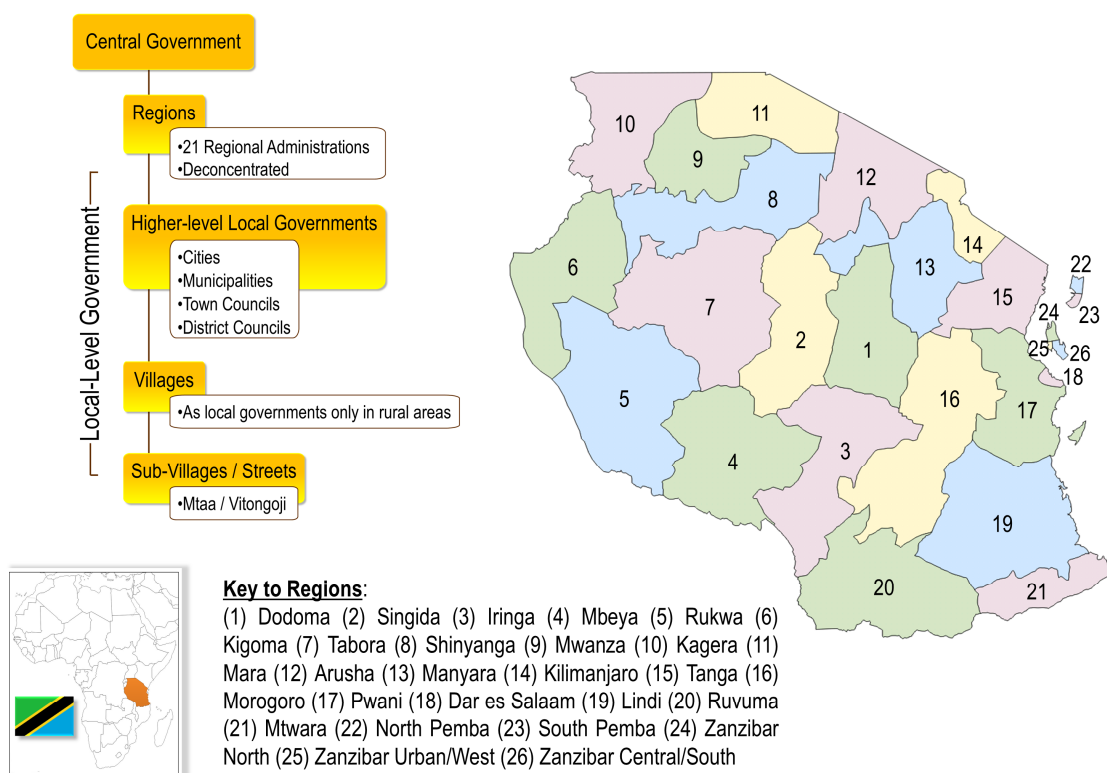 Central Government
Regions
•21 Regional Administrations
•Deconcentrated
Local-Level Government
Higher-level Local Governments
•Cities
•Municipalities
•Town Councils
•District Councils
Villages
•As local governments only in rural areas
Sub-Villages / Streets
•Mtaa / Vitongoji
10
11
9
12
8
14
6
13
22
7
15
23
24
2
1
25
26
18
5
16
17
4
3
19
20
21
Key to Regions:
(1) Dodoma (2) Singida (3) Iringa (4) Mbeya (5) Rukwa (6)
Kigoma (7) Tabora (8) Shinyanga (9) Mwanza (10) Kagera (11)
Mara (12) Arusha (13) Manyara (14) Kilimanjaro (15) Tanga (16)
Morogoro (17) Pwani (18) Dar es Salaam (19) Lindi (20) Ruvuma
(21) Mtwara (22) North Pemba (23) South Pemba (24) Zanzibar
North (25) Zanzibar Urban/West (26) Zanzibar Central/South